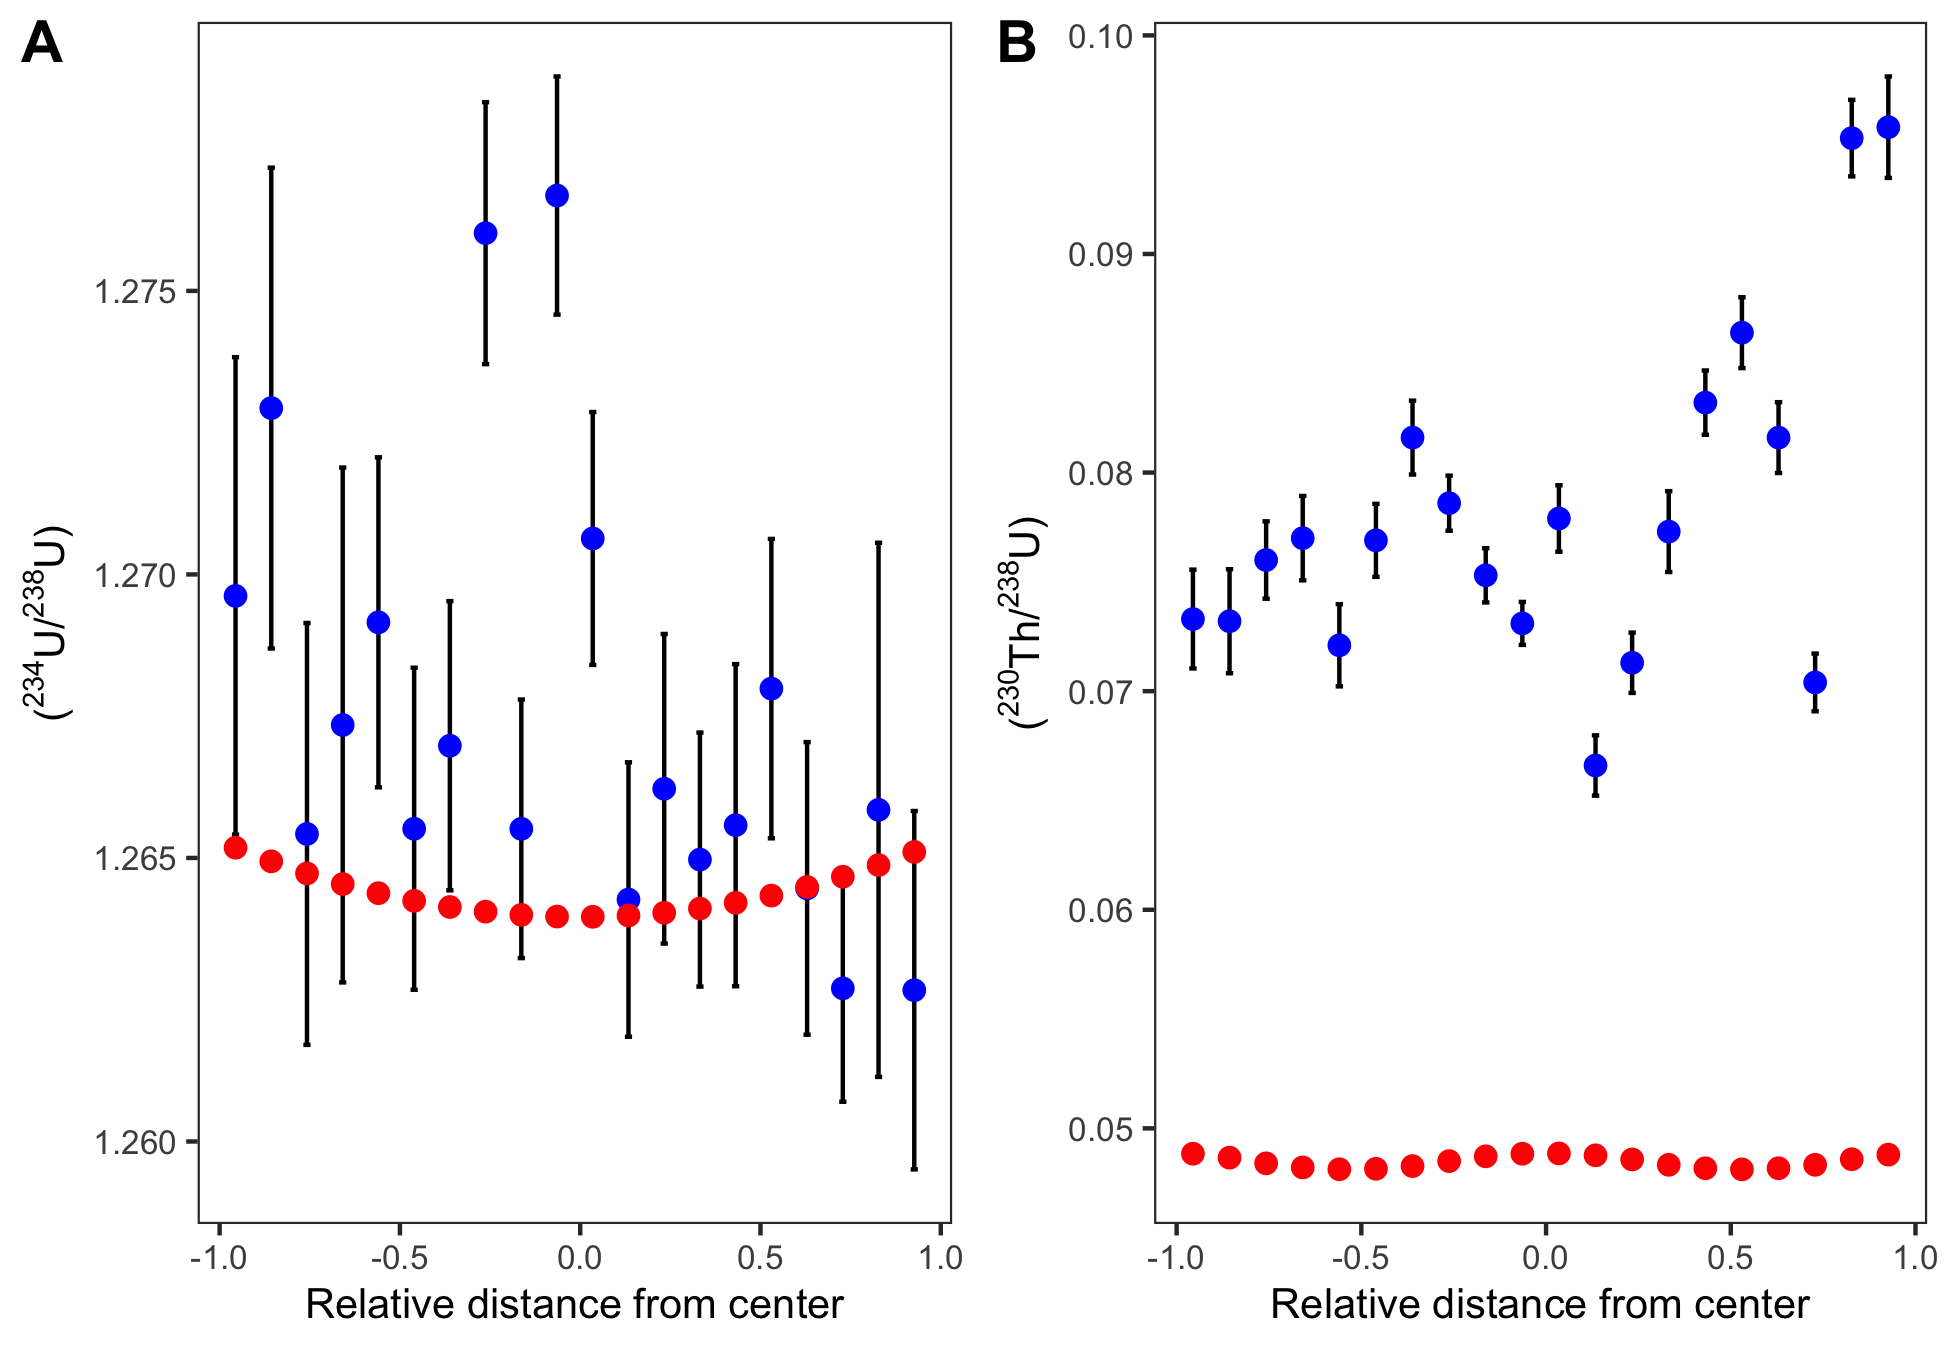 A
1.275
1.270
1.265
1.260
(²³⁴U/²³⁸U)
-1.0 -0.5 0.0 0.5 1.0
Relative distance from center
B
0.10
0.09
0.08
0.07
0.06
0.05
(²³⁰Th/²³⁸U)
-1.0 -0.5 0.0 0.5 1.0
Relative distance from center